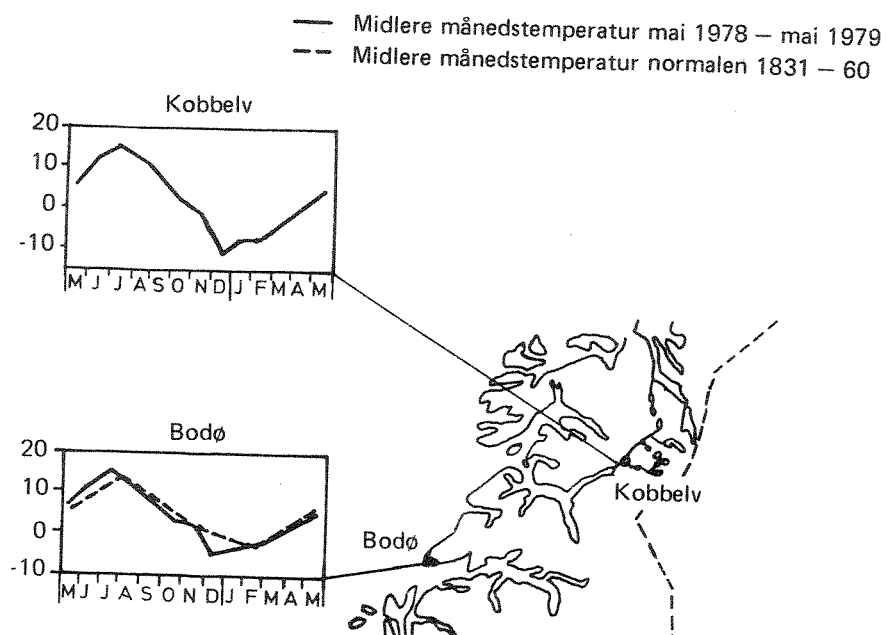 Midlere månedstemperatur mai 1978 – mai 1979
Midlere månedstemperatur normalen 1831 – 60
Kobbelv
20
10
0
-10
M J J A S O N D J F M A M
Bodø
20
10
0
-10
M J J A S O N D J F M A M
Kobbelv
Bodø